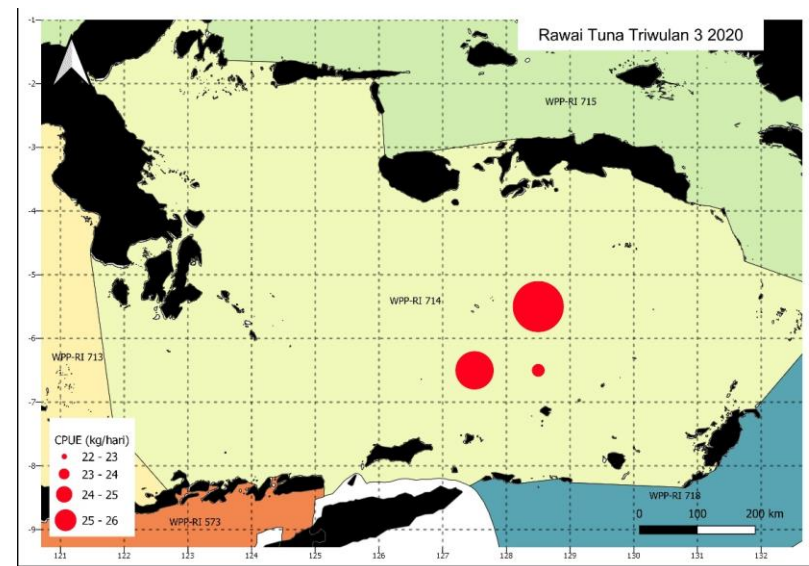 Rawai Tuna Triwulan 3 2020
-1
-2
-3
-4
-5
-6
-7
-8
-9
WPP-RI 715
WPP-RI 714
WPP-RI 713
WPP-RI 718
WPP-RI 573
CPUE (kg/hari)
22 - 23
23 - 24
24 - 25
25 - 26
0 100 200 km
121 122 123 124 125 126 127 128 129 130 131 132